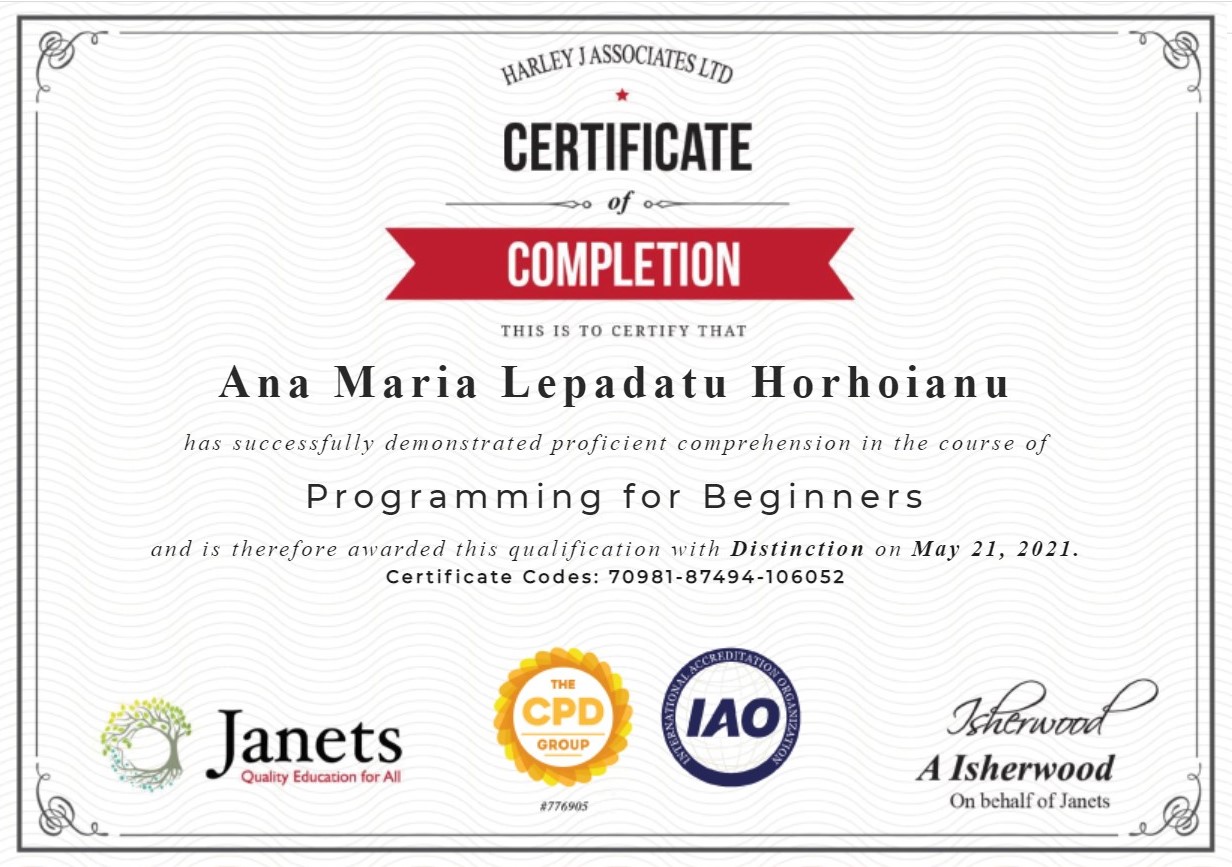 HARLEY J ASSOCIATES LTD
CERTIFICATE
of
COMPLETION
THIS IS TO CERTIFY THAT
Ana Maria Lepadatu Horhoianu
has successfully demonstrated proficient comprehension in the course of
Programming for Beginners
and is therefore awarded this qualification with Distinction on May 21, 2021.
Certificate Codes: 70981-87494-106052
Janets
Quality Education for All
THE
CPD
GROUP
#776905
INTERNATIONAL ACCREDITATION ORGANIZATION
IAO
Isherwood
A Isherwood
On behalf of Janets